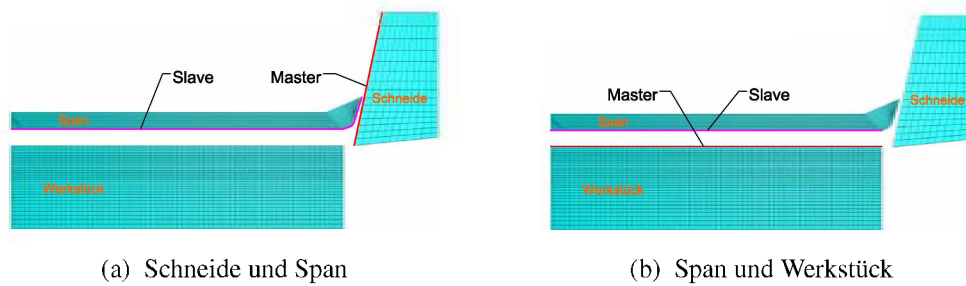 Slave
Master
Schneide
Span
Werkstück
(a) Schneide und Span
Master
Slave
Schneide
Span
Werkstück
(b) Span und Werkstück